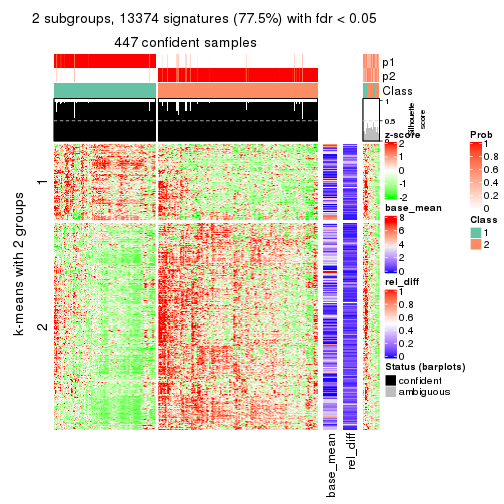 2 subgroups, 13374 signatures (77.5%) with fdr < 0.05
447 confident samples
p1
p2
Class
1
0.5
0
Silhouette
score
k-means with 2 groups
1
2
base_mean
rel_diff
z-score
2
1
0
-1
-2
base_mean
8
6
4
2
0
rel_diff
1
0.8
0.6
0.4
0.2
0
Status (barplots)
confident
ambiguous
Prob
1
0.8
0.6
0.4
0.2
0
Class
1
2